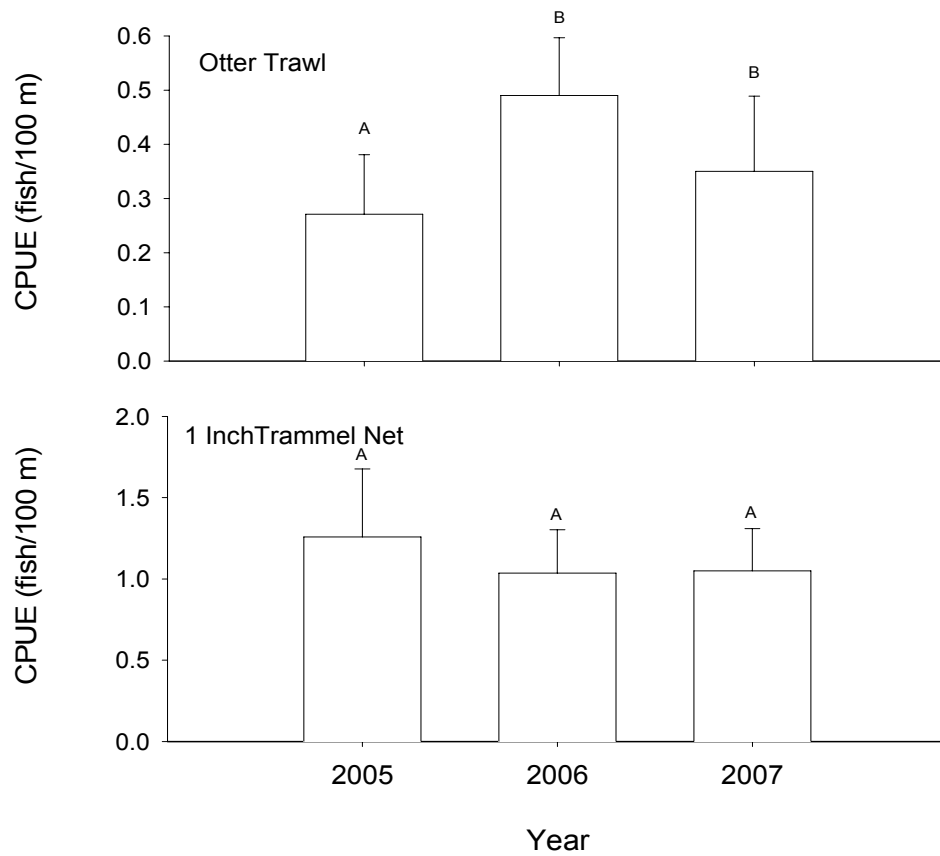 Otter Trawl
CPUE (fish/100 m)
0.6
0.5
0.4
0.3
0.2
0.1
0.0
A
B
B
1 InchTrammel Net
CPUE (fish/100 m)
2.0
1.5
1.0
0.5
0.0
A
A
A
2005 2006 2007
Year